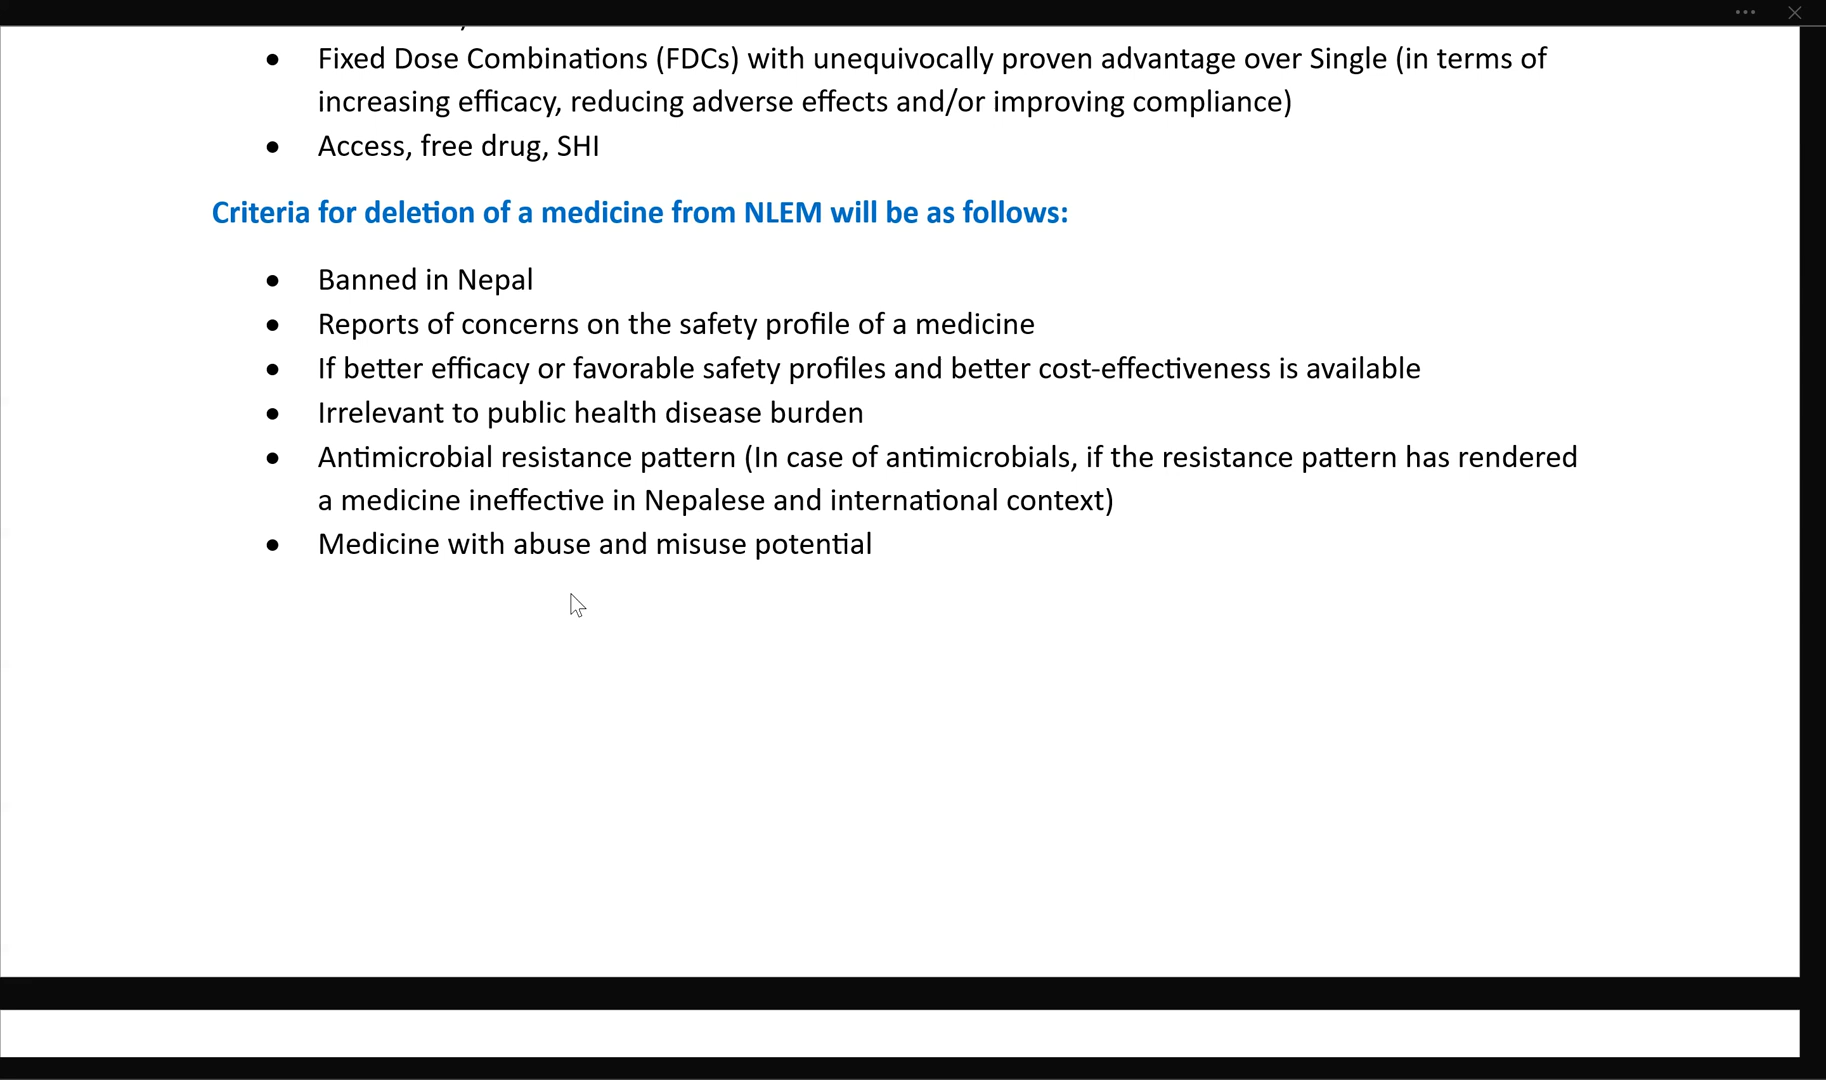 • Fixed Dose Combinations (FDCs) with unequivocally proven advantage over Single (in terms of
increasing efficacy, reducing adverse effects and/or improving compliance)
• Access, free drug, SHI
Criteria for deletion of a medicine from NLEM will be as follows:
• Banned in Nepal
• Reports of concerns on the safety profile of a medicine
• If better efficacy or favorable safety profiles and better cost-effectiveness is available
• Irrelevant to public health disease burden
• Antimicrobial resistance pattern (In case of antimicrobials, if the resistance pattern has rendered
a medicine ineffective in Nepalese and international context)
• Medicine with abuse and misuse potential